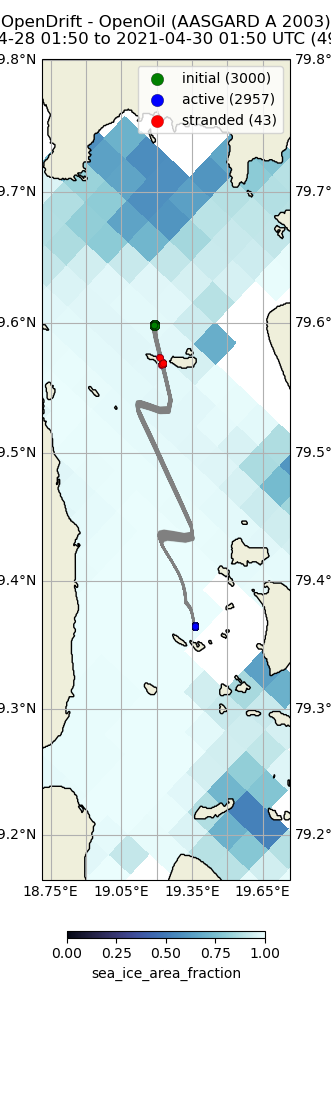 OpenDrift - OpenOil (AASGARD A 2003)
4-28 01:50 to 2021-04-30 01:50 UTC (49
initial (3000)
active (2957)
stranded (43)
9.8°N 79.8°
9.7°N 79.7°
9.6°N 79.6°
9.5°N 79.5°
9.4°N 79.4°
9.3°N 79.3°
9.2°N 79.2°
18.75°E 19.05°E 19.35°E 19.65°E
0.00 0.25 0.50 0.75 1.00
sea_ice_area_fraction